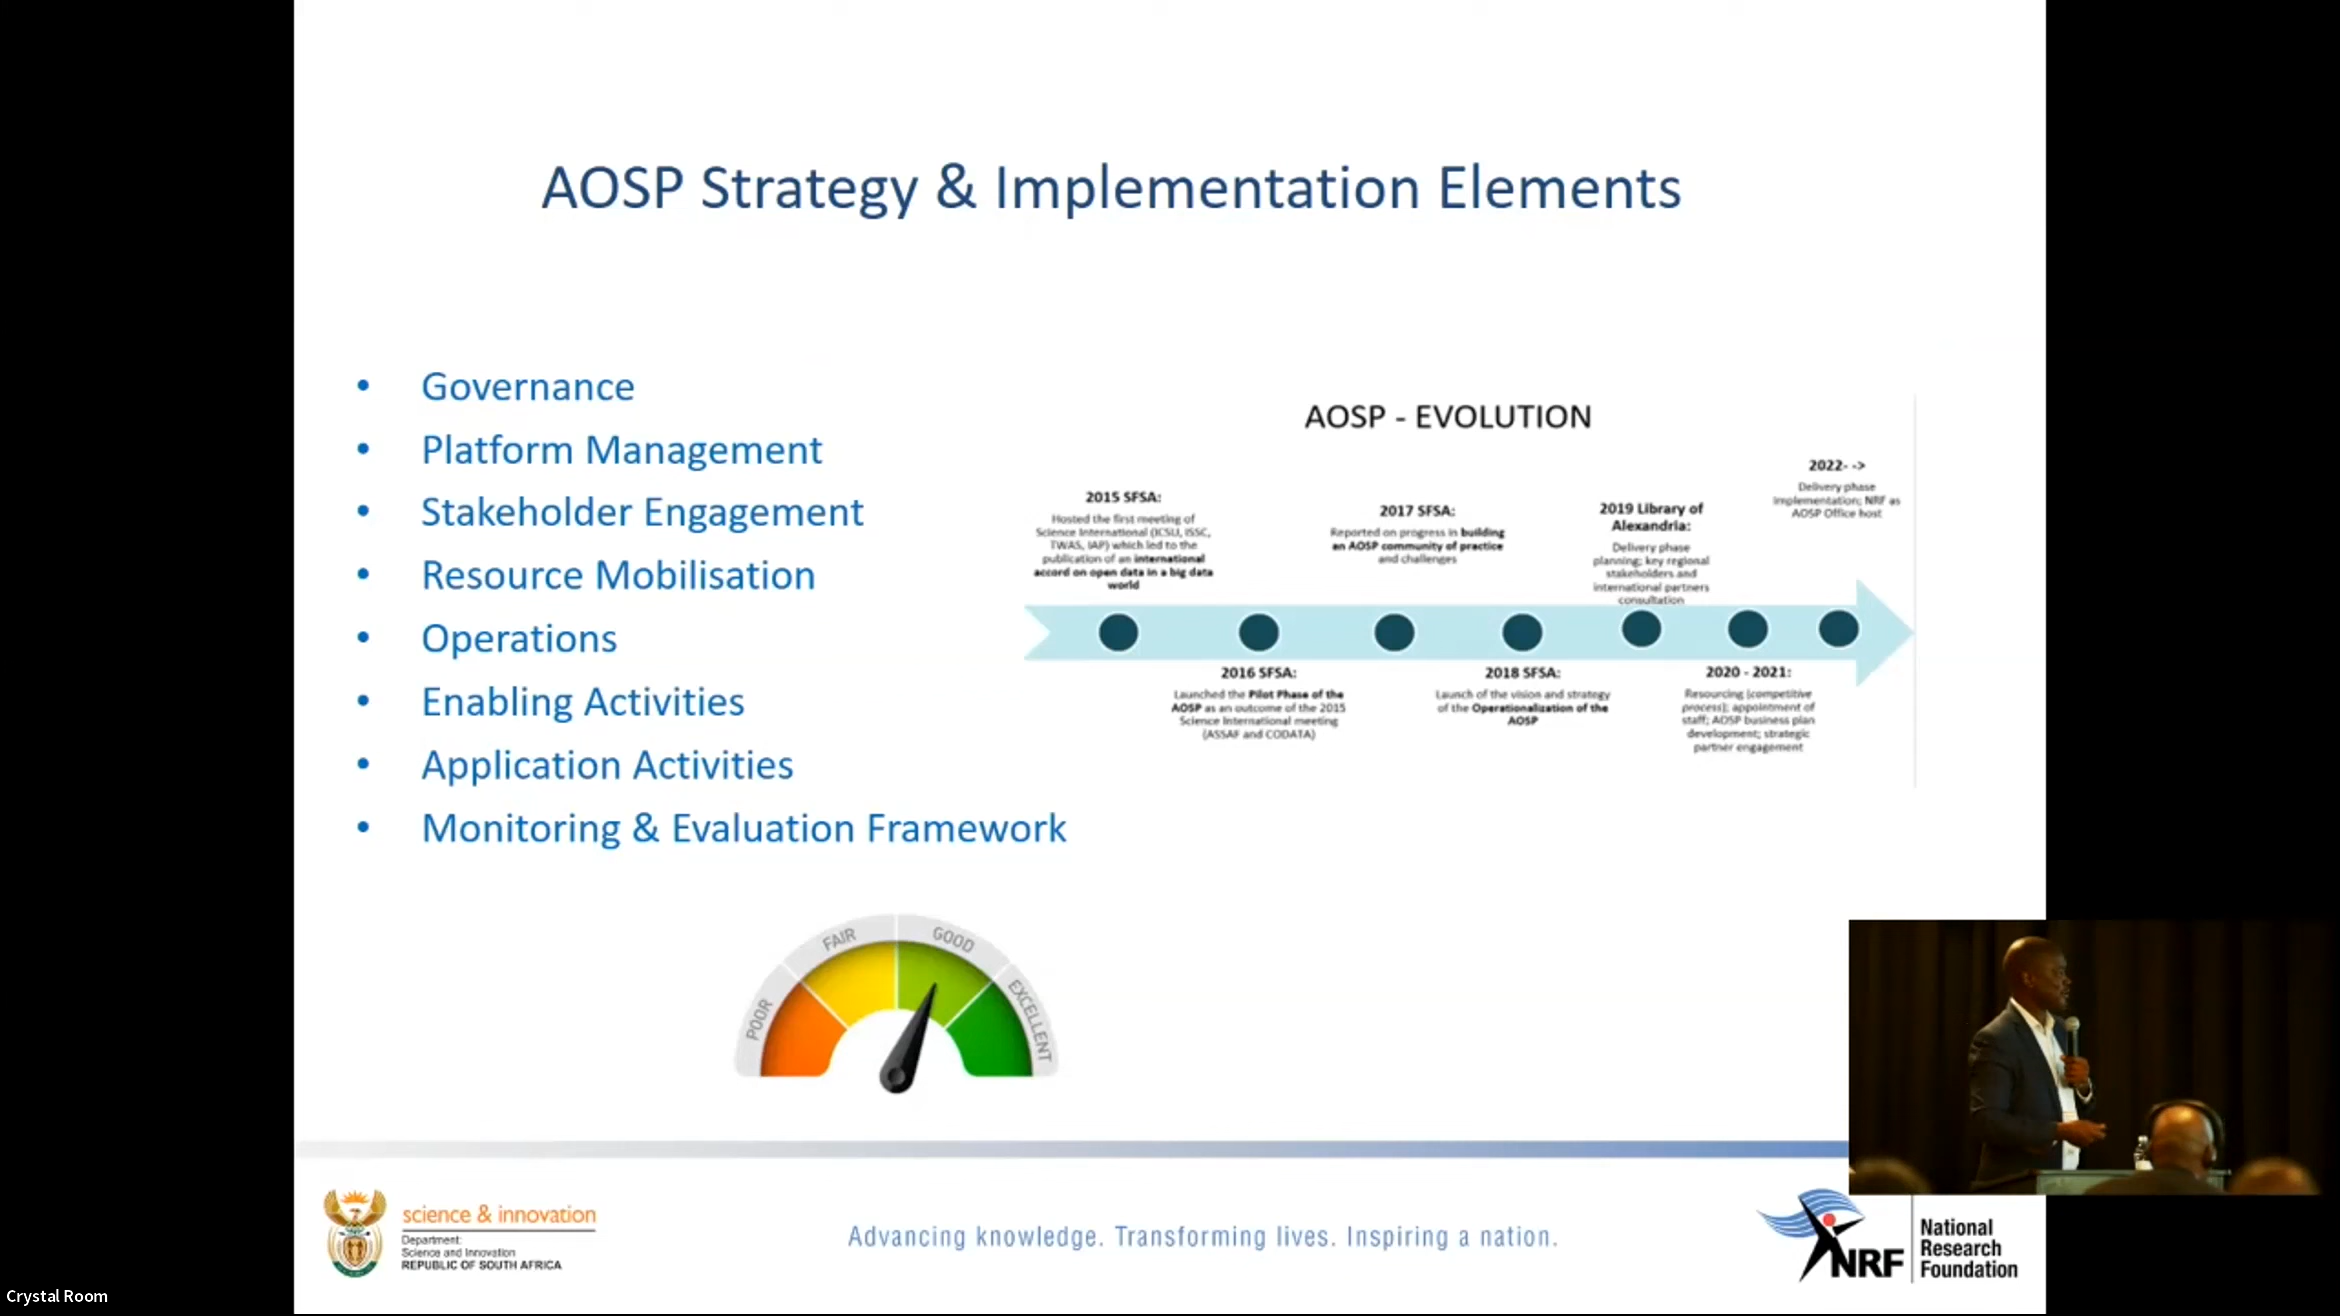 AOSP Strategy & Implementation Elements
• Governance
• Platform Management
• Stakeholder Engagement
• Resource Mobilisation
• Operations
• Enabling Activities
• Application Activities
• Monitoring & Evaluation Framework
AOSP - EVOLUTION
2015 SFSA:
Hosted the first meeting of
Science International (ICSU, ISSC,
TWAS, IAP) which led to the
publication of an international
accord on open data in a big data
world
2016 SFSA:
Launched the Pilot Phase of the
AOSP as an outcome of the 2015
Science International meeting
(ASSAF and CODATA)
2017 SFSA:
Reported on progress in building
an AOSP community of practice
and challenges
2018 SFSA:
Launch of the vision and strategy
of the Operationalization of the
AOSP
2019 Library of
Alexandria:
Delivery phase
planning; key regional
stakeholders and
international partners
consultation
2020 - 2021:
Resourcing (competitive
process); appointment of
staff; AOSP business plan
development; strategic
partner engagement
2022- ->
Delivery phase
Implementation; NRF as
AOSP Office host
POOR
FAIR
GOOD
EXCELLENT
science & innovation
Department:
Science and Innovation
REPUBLIC OF SOUTH AFRICA
Advancing knowledge. Transforming lives. Inspiring a nation.
NRF
National
Research
Foundation
Crystal Room